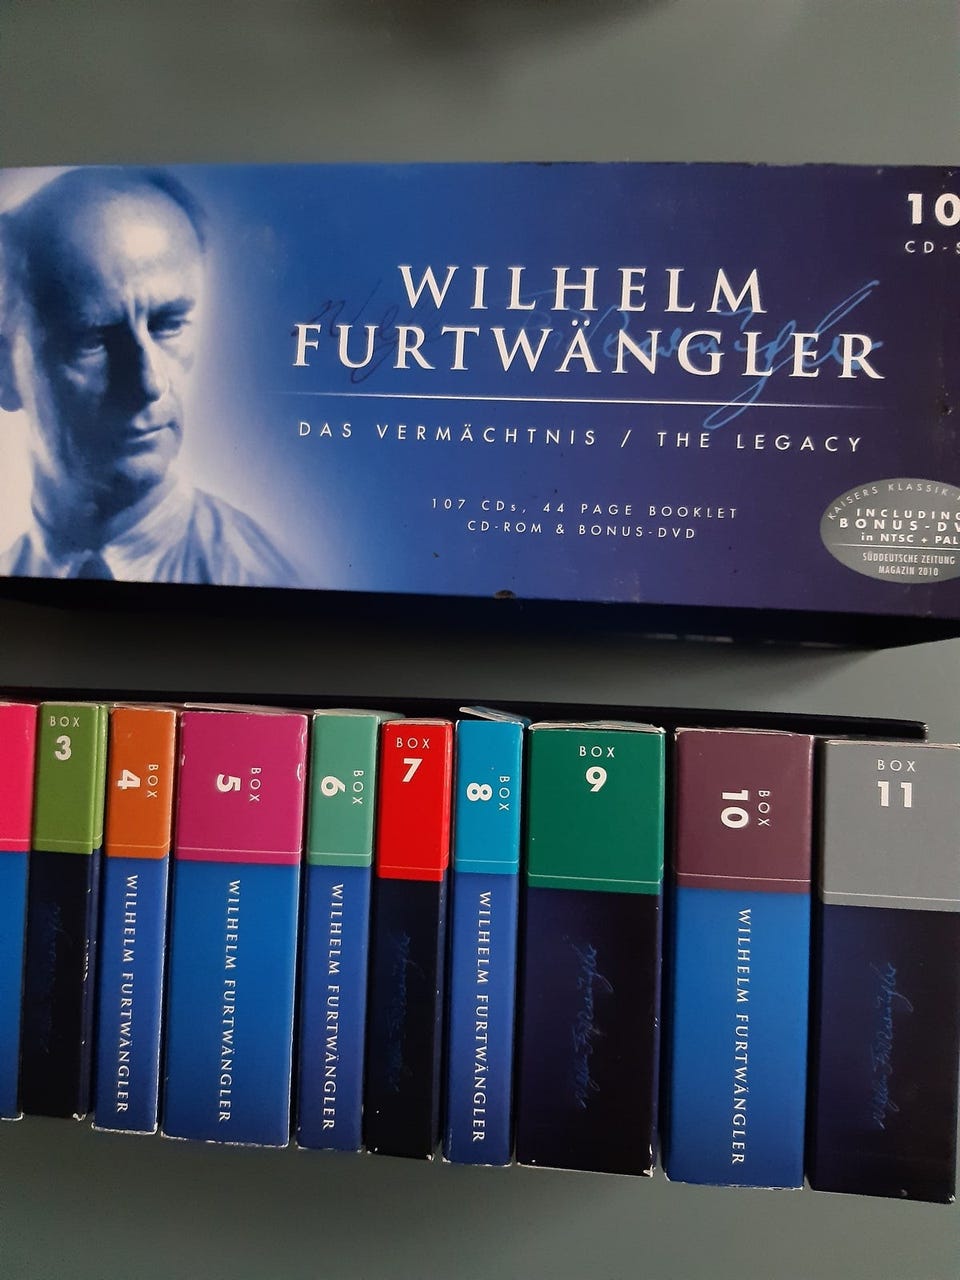 10
CD-S
WILHELM
FURTWÄNGLER
DAS VERMÄCHTNIS / THE LEGACY
107 CDs, 44 PAGE BOOKLET
CD-ROM & BONUS-DVD
KAISERS KLASSIK-
INCLUDING
BONUS-DV
in NTSC + PAL
SÜDDEUTSCHE ZEITUNG
MAGAZIN 2010
BOX
3
BOX
4
WILHELM FURTWÄNGLER
BOX
5
WILHELM FURTWÄNGLER
BOX
6
WILHELM FURTWÄNGLER
BOX
7
BOX
8
WILHELM FURTWÄNGLER
BOX
9
BOX
10
WILHELM FURTWÄNGLER
BOX
11